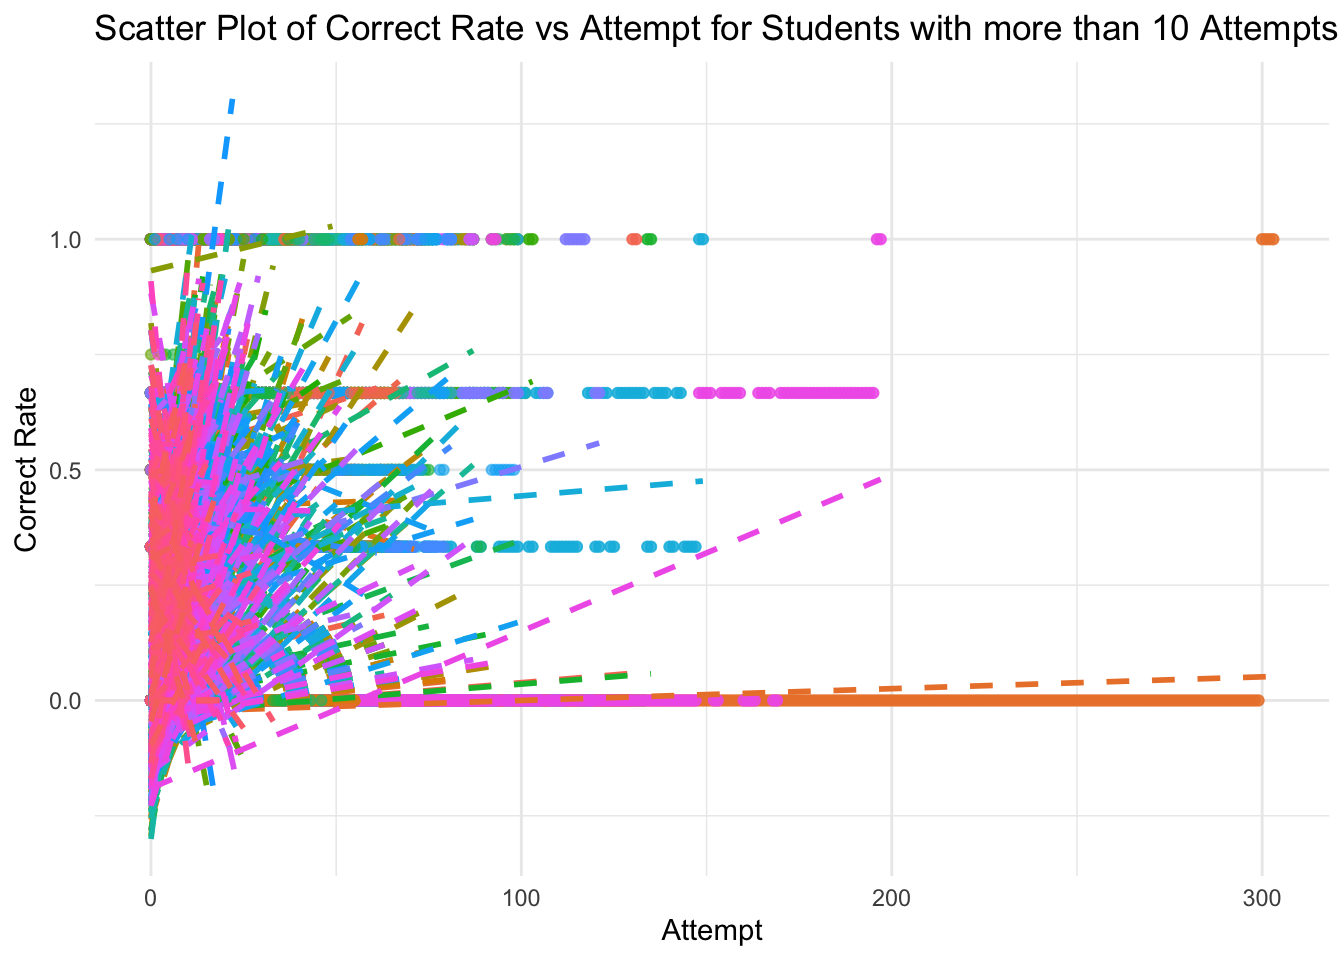 Scatter Plot of Correct Rate vs Attempt for Students with more than 10 Attempts
1.0
0.5
0.0
Correct Rate
0 100 200 300
Attempt